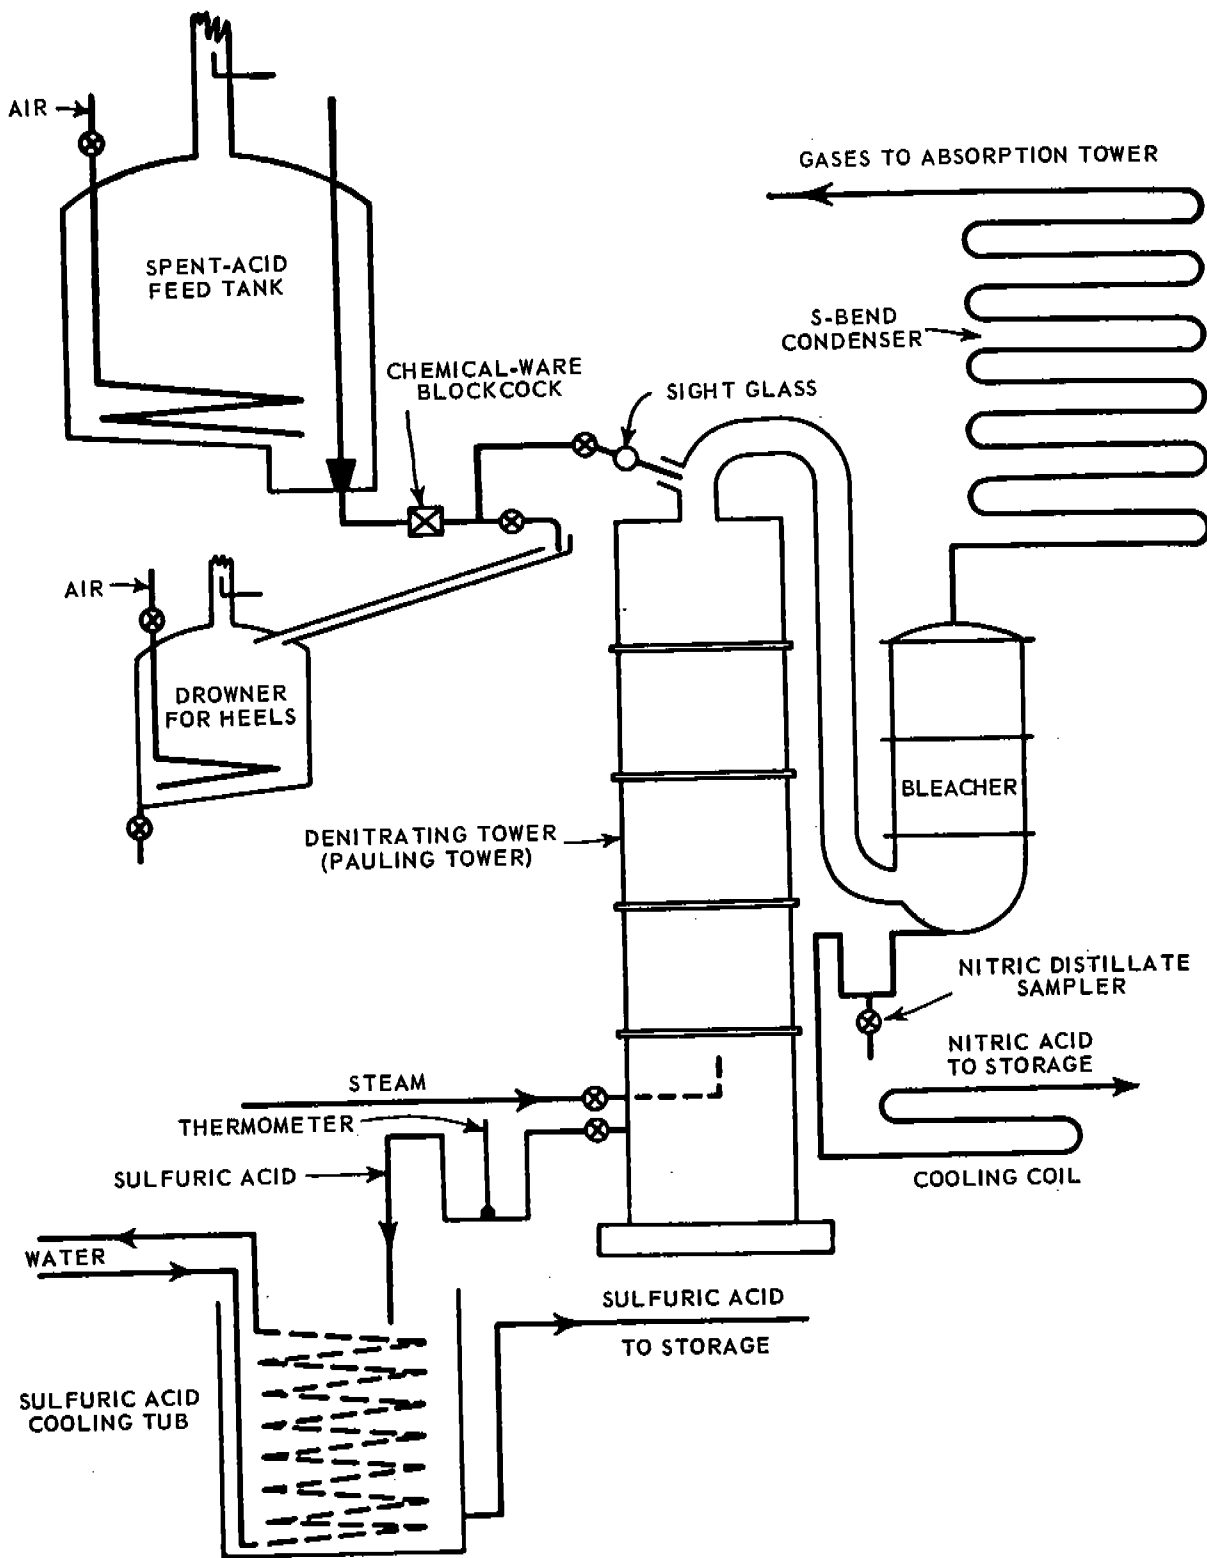 AIR
GASES TO ABSORPTION TOWER
SPENT-ACID
FEED TANK
S-BEND
CONDENSER
CHEMICAL-WARE
BLOCKCOCK
SIGHT GLASS
AIR
DROWNER
FOR HEELS
BLEACHER
DENITRATING TOWER
(PAULING TOWER)
NITRIC DISTILLATE
SAMPLER
NITRIC ACID
TO STORAGE
STEAM
THERMOMETER
SULFURIC ACID
COOLING COIL
WATER
SULFURIC ACID
TO STORAGE
SULFURIC ACID
COOLING TUB